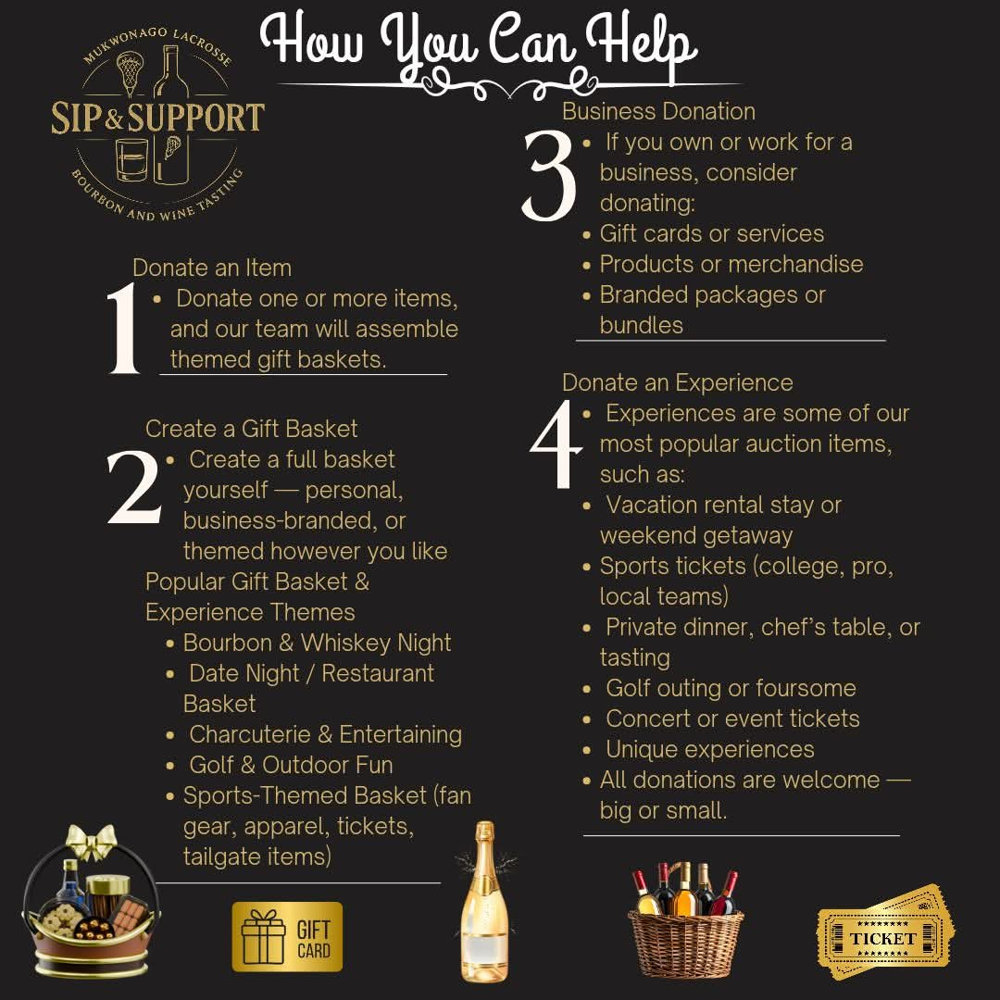 How You Can Help
MUKWONAGO LACROSSE
SIP & SUPPORT
BOURBON AND WINE TASTING
1
Donate an Item
• Donate one or more items,
and our team will assemble
themed gift baskets.
2
Create a Gift Basket
• Create a full basket
yourself — personal,
business-branded, or
themed however you like
Popular Gift Basket &
Experience Themes
• Bourbon & Whiskey Night
• Date Night / Restaurant
Basket
• Charcuterie & Entertaining
• Golf & Outdoor Fun
• Sports-Themed Basket (fan
gear, apparel, tickets,
tailgate items)
3
Business Donation
• If you own or work for a
business, consider
donating:
• Gift cards or services
• Products or merchandise
• Branded packages or
bundles
4
Donate an Experience
• Experiences are some of our
most popular auction items,
such as:
• Vacation rental stay or
weekend getaway
• Sports tickets (college, pro,
local teams)
• Private dinner, chef’s table, or
tasting
• Golf outing or foursome
• Concert or event tickets
• Unique experiences
• All donations are welcome —
big or small.
GIFT
CARD
TICKET